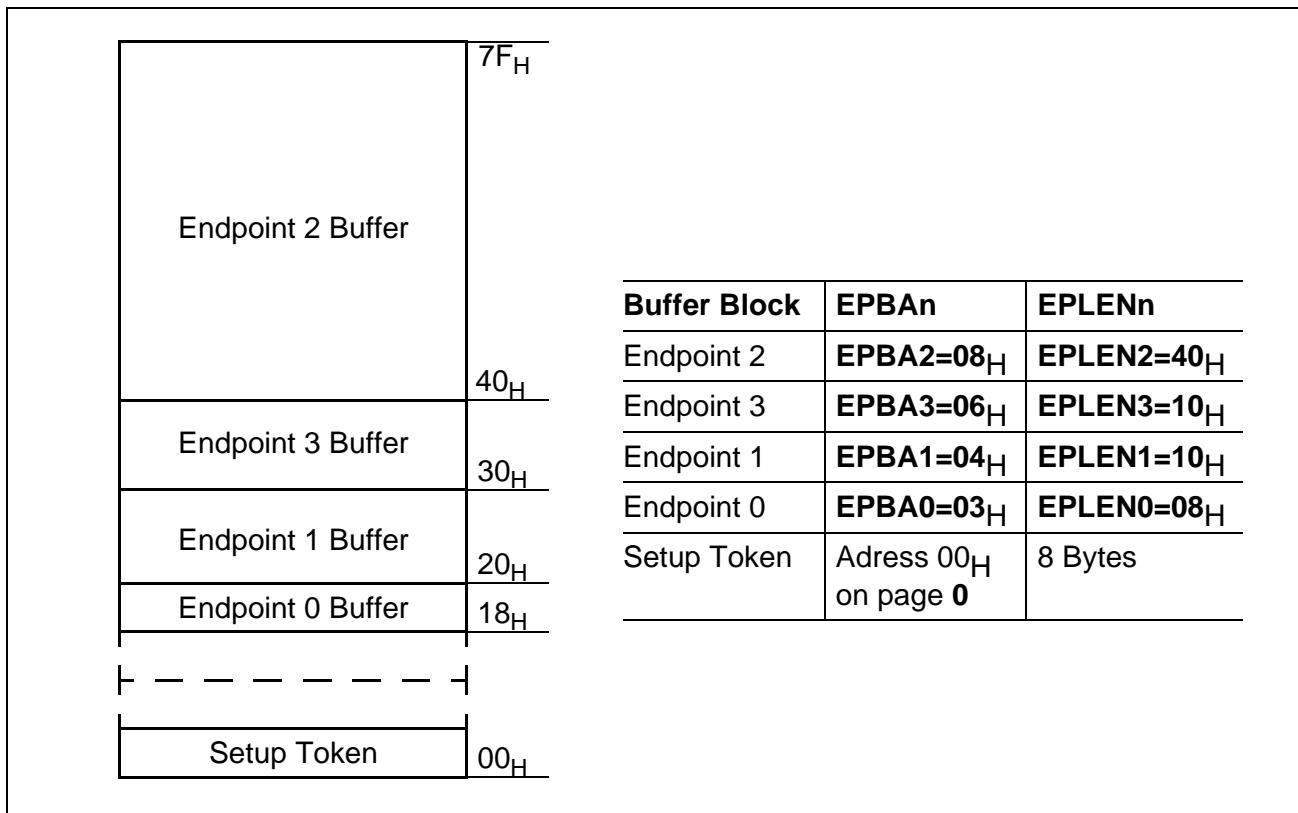 7FH
Endpoint 2 Buffer
40H
Endpoint 3 Buffer
30H
Endpoint 1 Buffer
20H
Endpoint 0 Buffer
18H
Setup Token
00H
Buffer Block EPBAn EPLENn
Endpoint 2 EPBA2=08H EPLEN2=40H
Endpoint 3 EPBA3=06H EPLEN3=10H
Endpoint 1 EPBA1=04H EPLEN1=10H
Endpoint 0 EPBA0=03H EPLEN0=08H
Setup Token Adress 00H 8 Bytes
on page 0